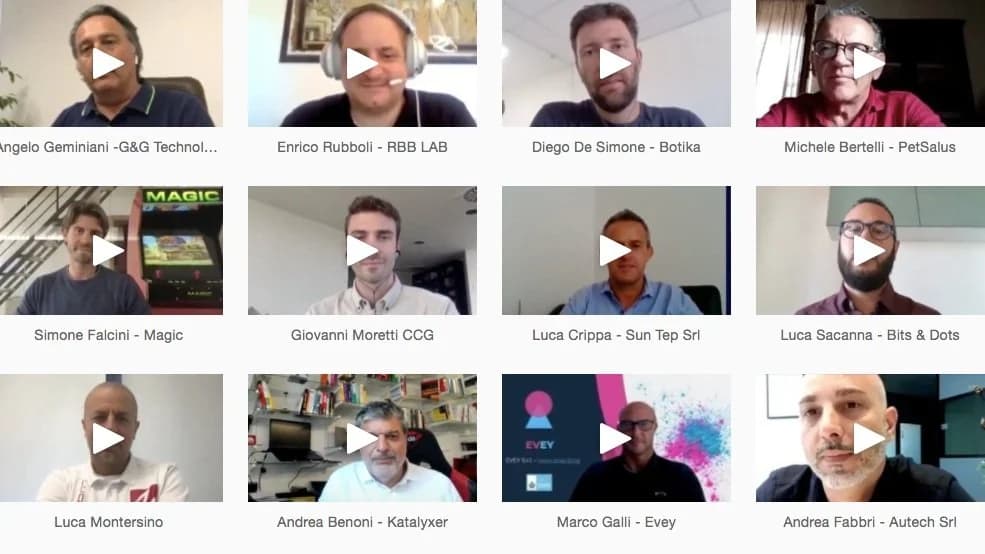 Angelo Geminiani -G&G Technol...
Enrico Rubboli - RBB LAB
Diego De Simone - Botika
Michele Bertelli - PetSalus
MAGIC
MAGIC
Simone Falcini - Magic
Giovanni Moretti CCG
Luca Crippa - Sun Tep Srl
Luca Sacanna - Bits & Dots
EVEY
Luca Montersino
Andrea Benoni - Katalyxer
Marco Galli - Evey
Andrea Fabbri - Autech Srl